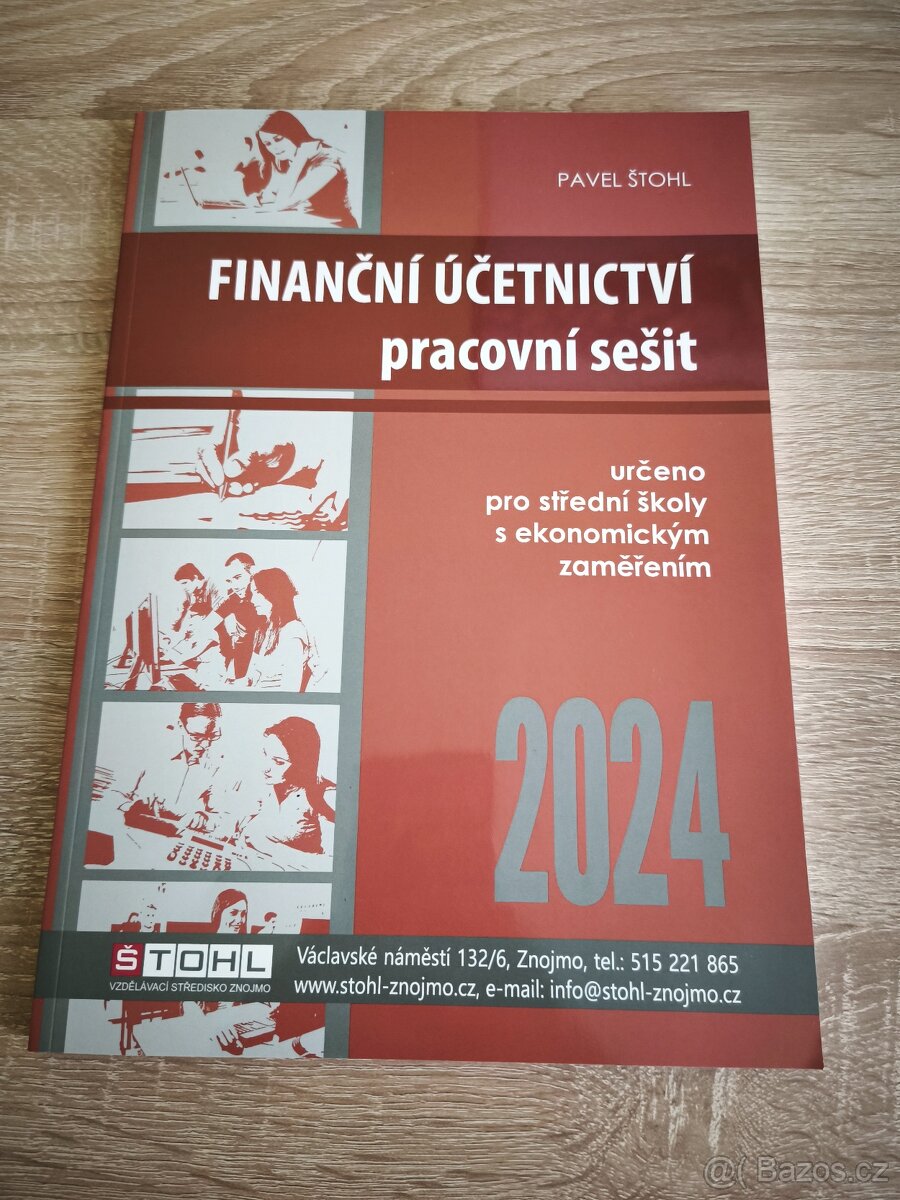 PAVEL ŠTOHL
FINANČNÍ ÚČETNICTVÍ
pracovní sešit
určeno
pro střední školy
s ekonomickým
zaměřením
2024
ŠTOHL
VZDĚLÁVACÍ STŘEDISKO ZNOJMO
Václavské náměstí 132/6, Znojmo, tel.: 515 221 865
www.stohl-znojmo.cz, e-mail: info@stohl-znojmo.cz
@( Bazos.cz